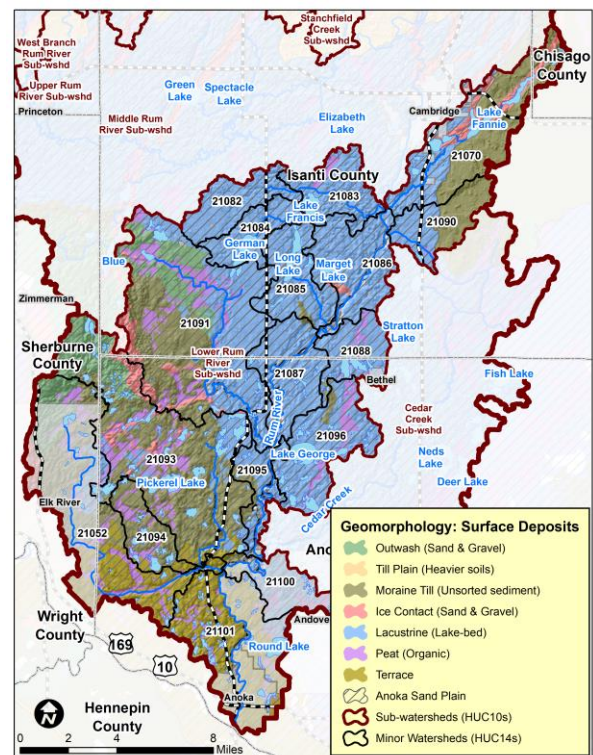 Stanchfield
Creek
Sub-wshd
West Branch
Rum River
Sub-wshd
Chisago
County
Upper Rum
River Sub-wshd
Green
Lake
Spectacle
Lake
Princeton
Middle Rum
River Sub-wshd
Elizabeth
Lake
Cambridge
Lake
Fannie
21070
Isanti County
21082
21083
Lake
Francis
21084
21090
German
Lake
Long
Lake
Marget
Lake
21086
Blue
21085
21091
Zimmerman
Stratton
Lake
Sherburne
County
Lower Rum
River
Sub-wshd
21088
21087
Bethel
Fish Lake
Rum River
Cedar
Creek
Sub-wshd
21096
21093
21095
Lake George
Neds
Lake
Pickerel Lake
Deer Lake
Elk River
Cedar Creek
21052
21094
Ano
21100
Wright
County
Andove
21101
Round Lake
169
10
Anoka
Hennepin
County
N
0 4 8
Miles
Geomorphology: Surface Deposits
Outwash (Sand & Gravel)
Till Plain (Heavier soils)
Moraine Till (Unsorted sediment)
Ice Contact (Sand & Gravel)
Lacustrine (Lake-bed)
Peat (Organic)
Terrace
Anoka Sand Plain
Sub-watersheds (HUC10s)
Minor Watersheds (HUC14s)